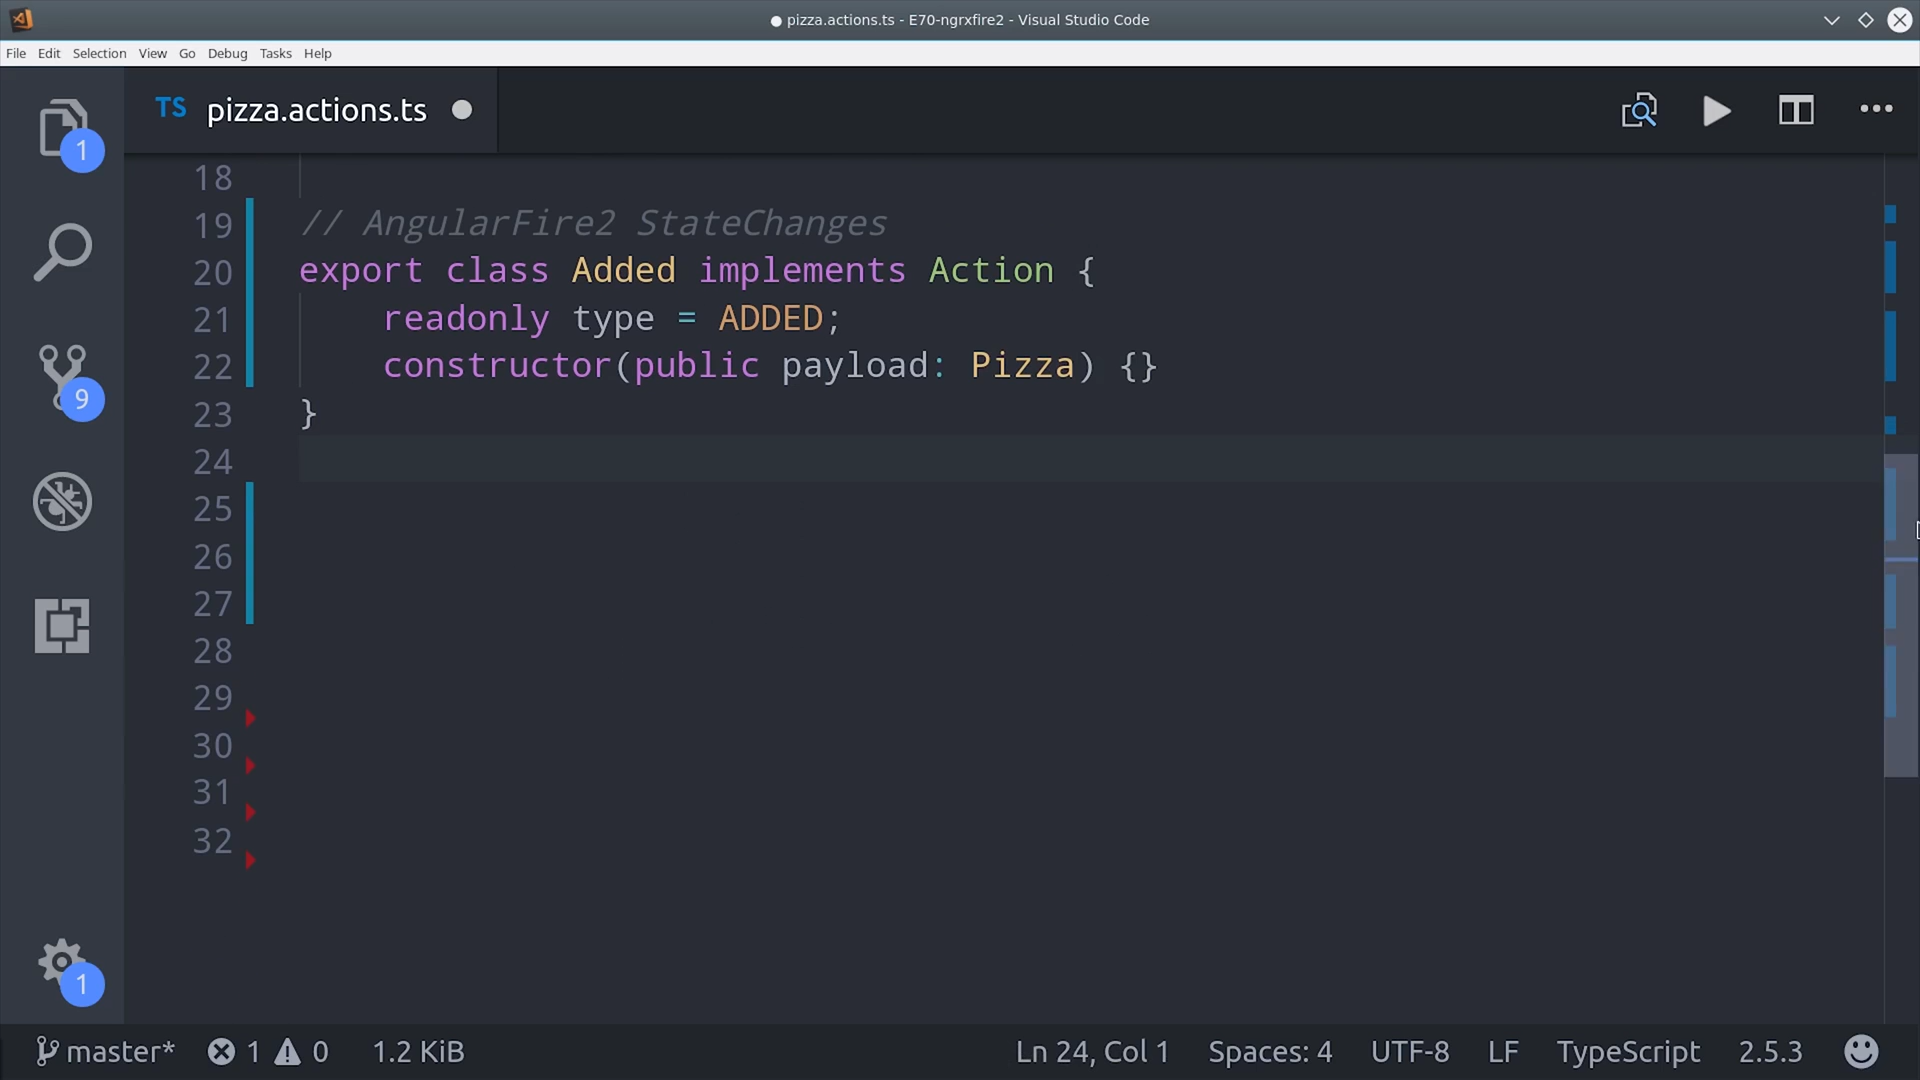 pizza.actions.ts - E70-ngrxfire2 - Visual Studio Code
File Edit Selection View Go Debug Tasks Help
TS pizza.actions.ts
1
9
1
18
19 // AngularFire2 StateChanges
20 export class Added implements Action {
21 readonly type = ADDED;
22 constructor(public payload: Pizza) {}
23 }
24
25
26
27
28
29
30
31
32
master* 1 0 1.2 KiB Ln 24, Col 1 Spaces: 4 UTF-8 LF TypeScript 2.5.3